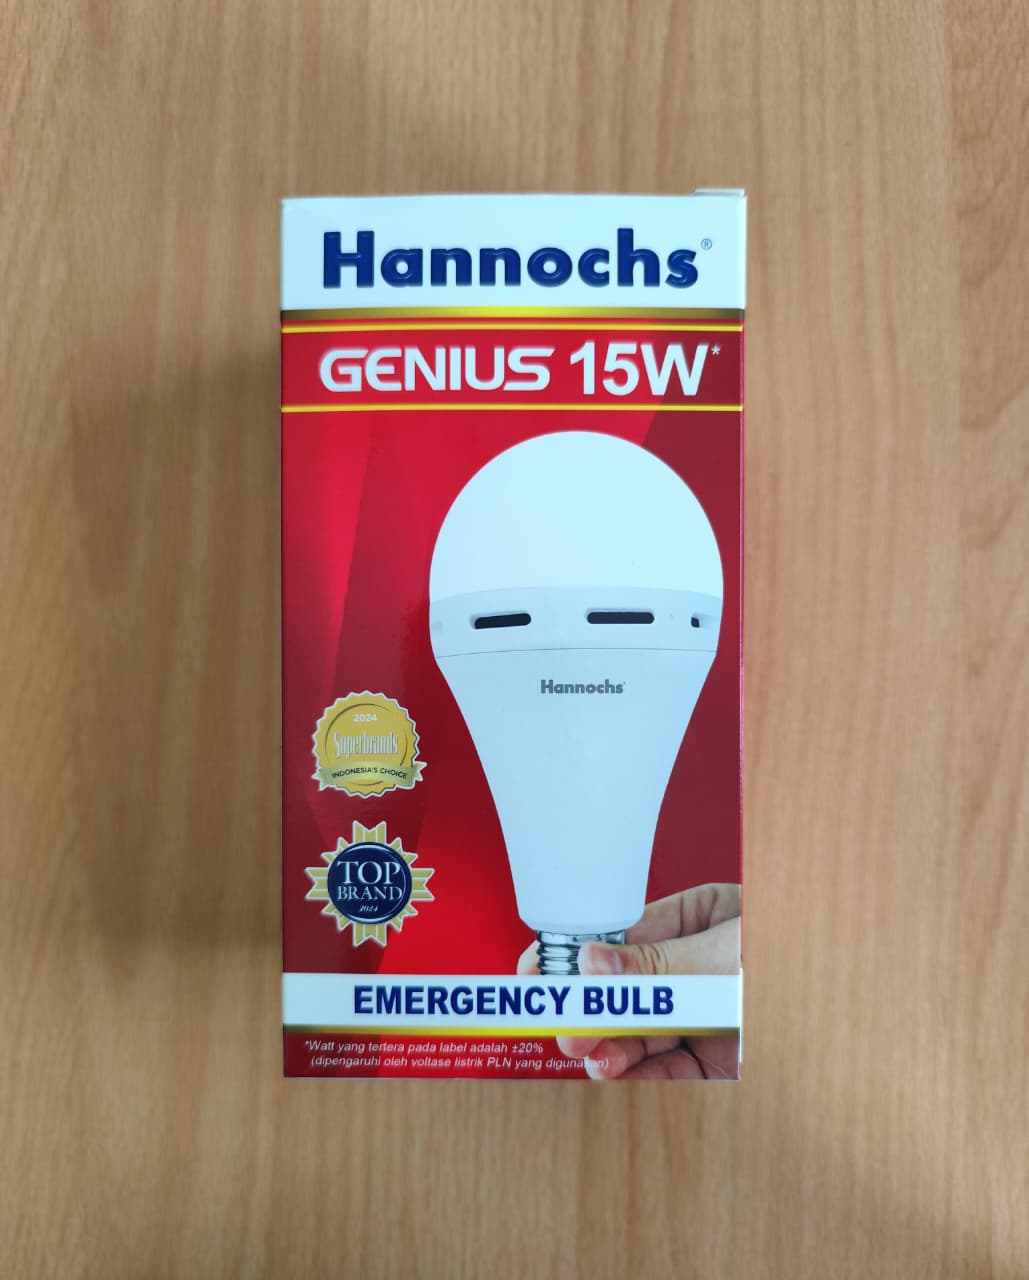 Hannochs®
GENIUS 15W*
Hannochs
2024
Superbrands
INDONESIA'S CHOICE
TOP
BRAND
2024
EMERGENCY BULB
*Watt yang tertera pada label adalah ±20%
(dipengaruhi oleh voltase listrik PLN yang digunakan)